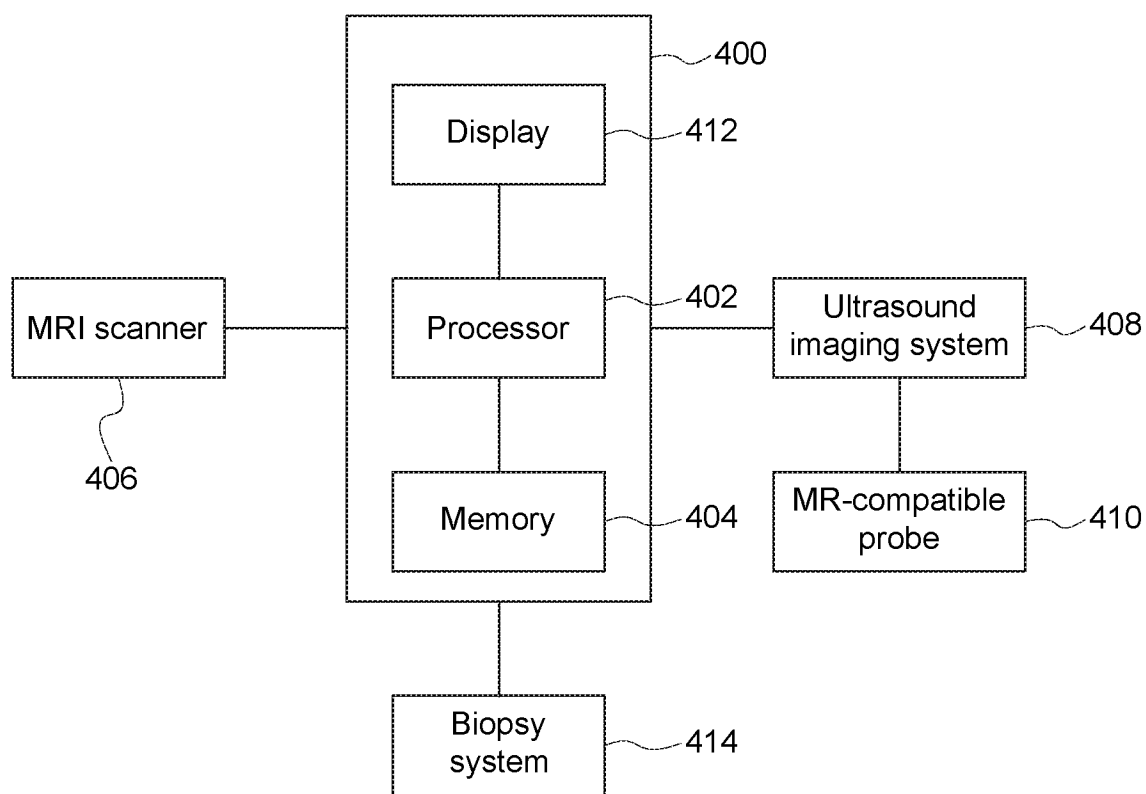 400
Display
412
MRI scanner
406
Processor
402
Ultrasound
imaging system
408
Memory
404
MR-compatible
probe
410
Biopsy
system
414